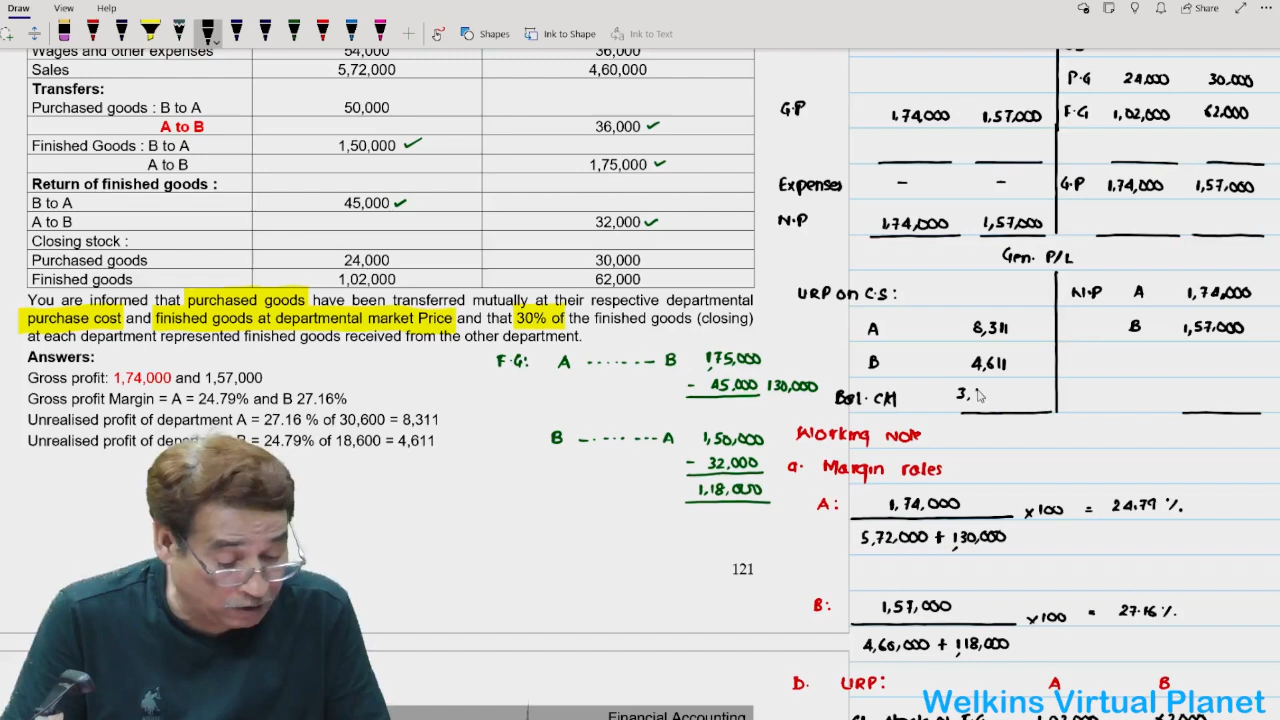 Draw View Help
Share
Shapes Ink to Shape Ink to Text
Wages and other expenses 54,000 36,000
Sales 5,72,000 4,60,000
Transfers:
Purchased goods : B to A 50,000
A to B 36,000
Finished Goods : B to A 1,50,000
A to B 1,75,000
Return of finished goods :
B to A 45,000
A to B 32,000
Closing stock :
Purchased goods 24,000 30,000
Finished goods 1,02,000 62,000
You are informed that purchased goods have been transferred mutually at their respective departmental
purchase cost and finished goods at departmental market Price and that 30% of the finished goods (closing)
at each department represented finished goods received from the other department.
Answers:
Gross profit: 1,74,000 and 1,57,000
Gross profit Margin = A = 24.79% and B 27.16%
Unrealised profit of department A = 27.16 % of 30,600 = 8,311
Unrealised profit of depar B = 24.79% of 18,600 = 4,611
F.G: A ------- B 175,000
- 45,000 130,000
B ------- A 1,50,000
- 32,000
1,18,000
121
Financial Accounting
P.G 24,000 30,000
G.P 1,74,000 1,57,000 F.G 1,02,000 62,000
Expenses - - G.P 1,74,000 1,57,000
N.P 1,74,000 1,57,000
Gen. P/L
URP on C.S: N.P A 1,74,000
A 8,311 B 1,57,000
B 4,611
Bal. C/d 3,
Working Note
a. Margin rates
A: 1,74,000 x100 = 24.79 %
5,72,000 + 130,000
B: 1,57,000 x100 = 27.16 %
4,60,000 + 118,000
b. URP: A B
Welkins Virtual Planet